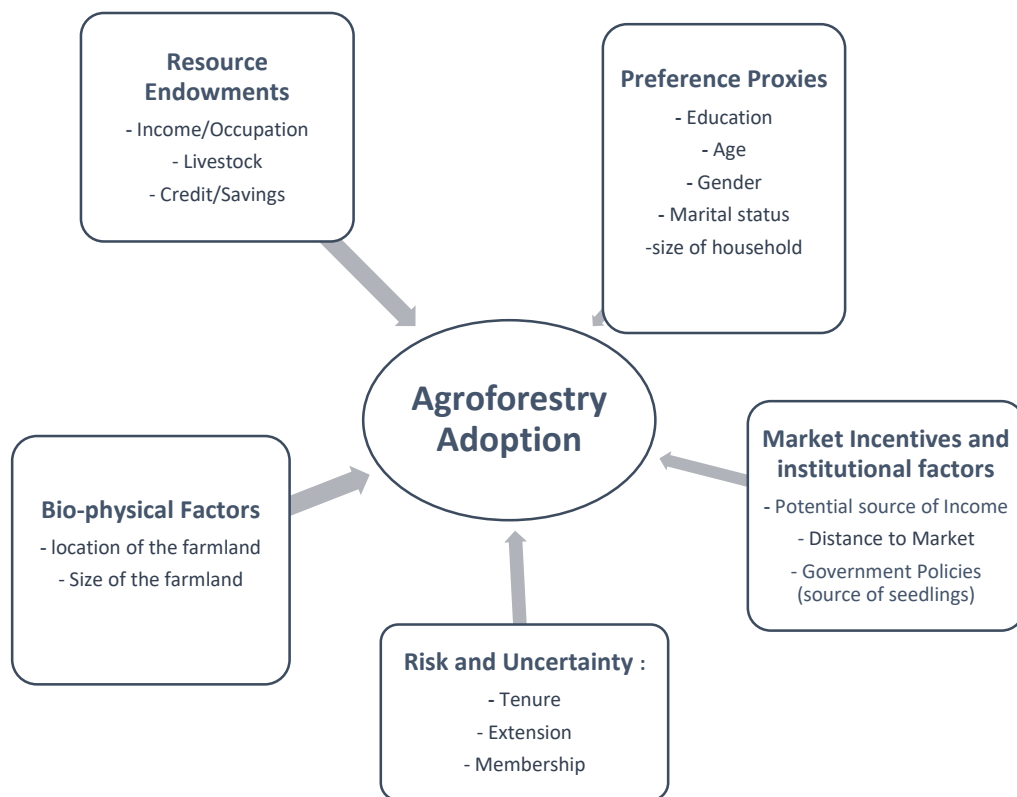 Resource
Endowments
- Income/Occupation
- Livestock
- Credit/Savings
Preference Proxies
- Education
- Age
- Gender
- Marital status
-size of household
Agroforestry
Adoption
Market Incentives and
institutional factors
- Potential source of Income
- Distance to Market
- Government Policies
(source of seedlings)
Bio-physical Factors
- location of the farmland
- Size of the farmland
Risk and Uncertainty :
- Tenure
- Extension
- Membership